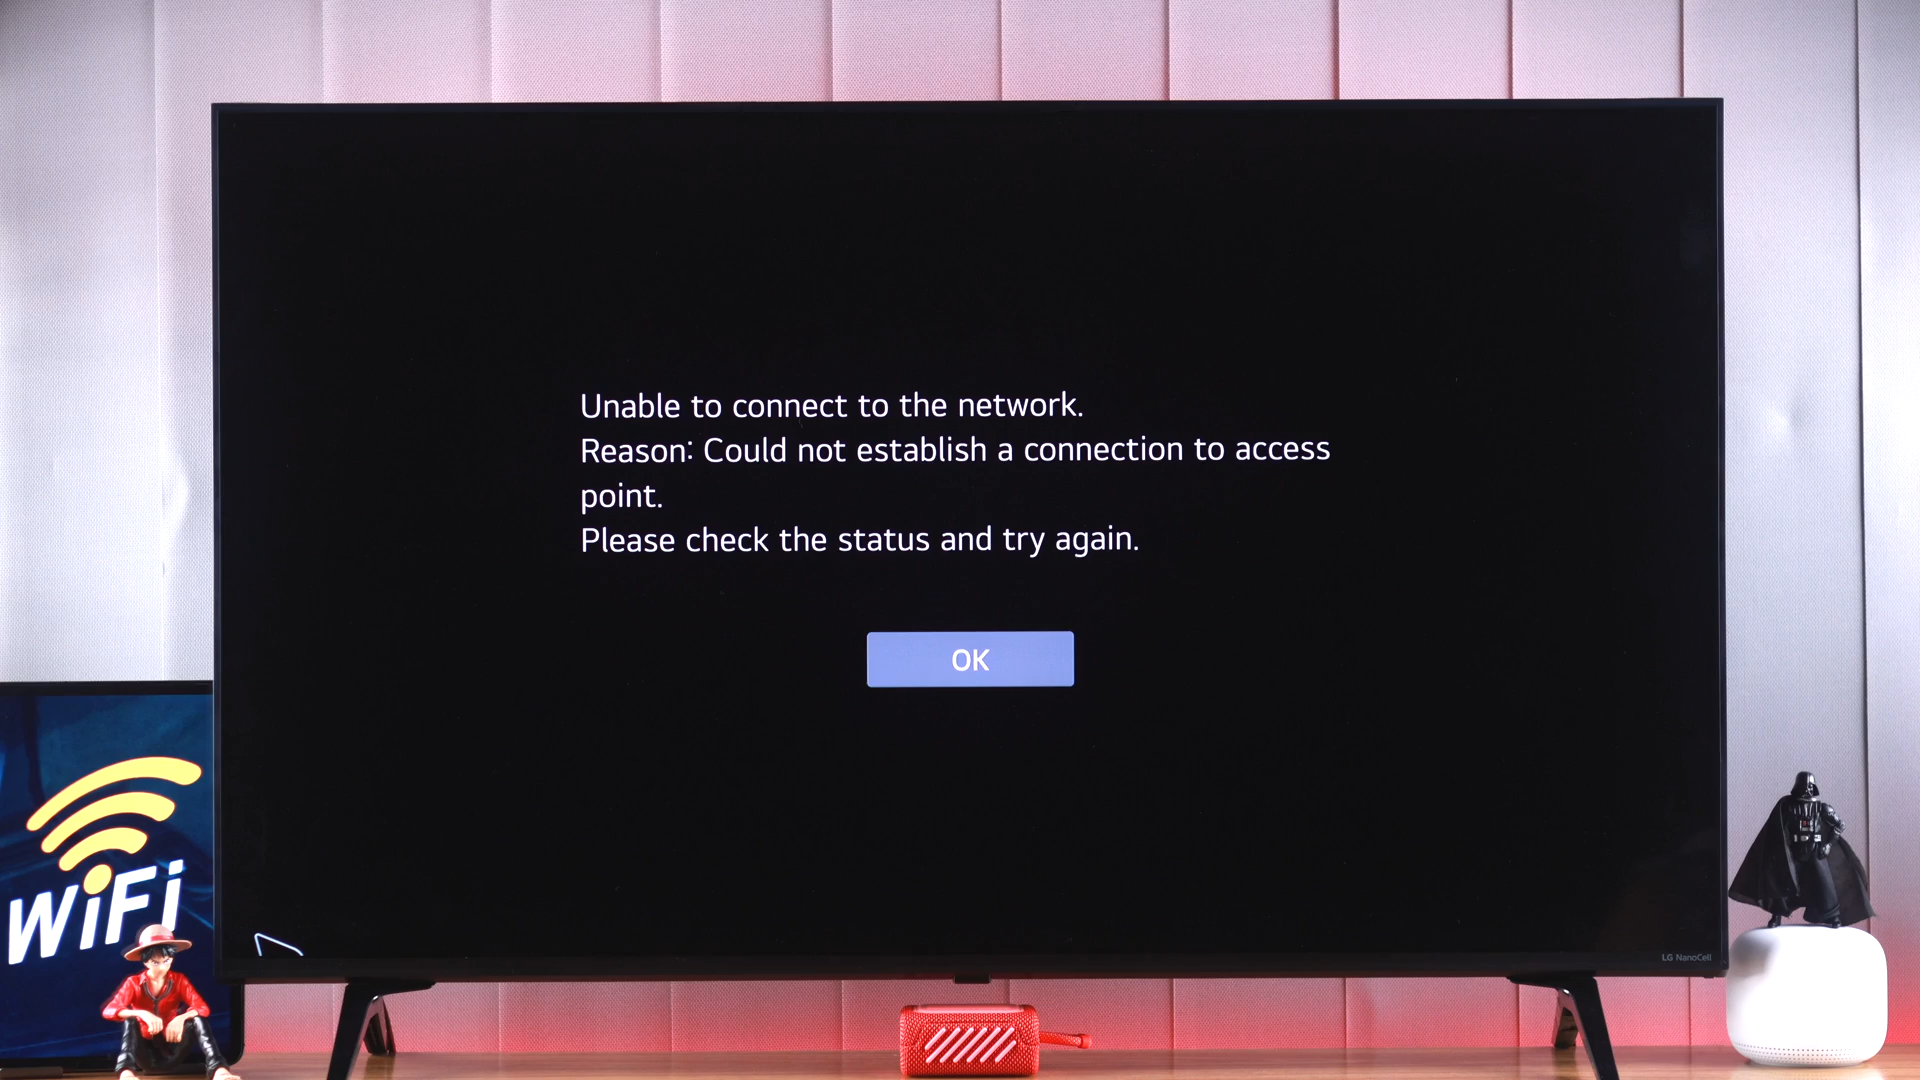 Unable to connect to the network.
Reason: Could not establish a connection to access
point.
Please check the status and try again.
OK
WiFi
LG NanoCell